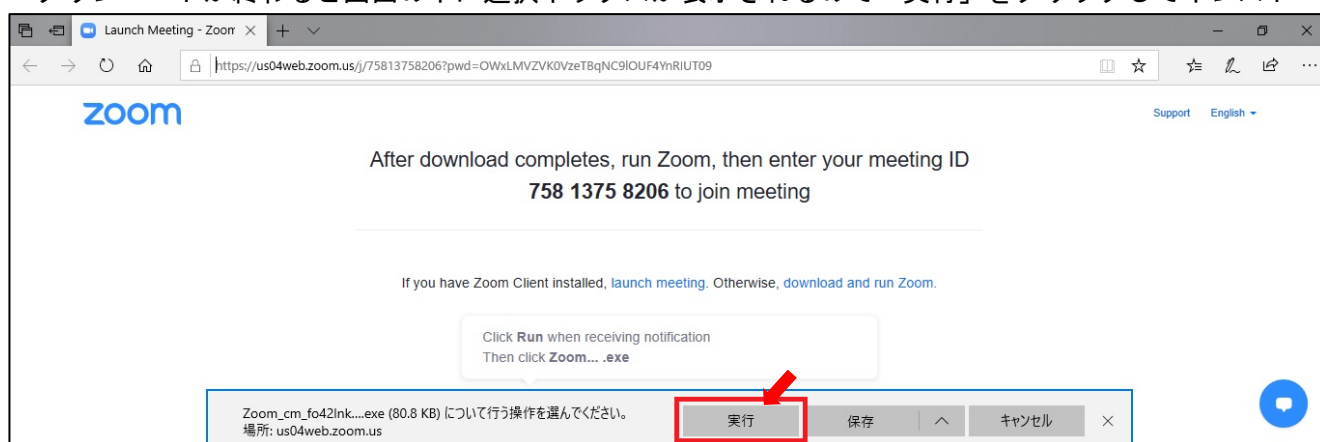 Launch Meeting - Zoom
https://us04web.zoom.us/j/75813758206?pwd=OWxLMVZVK0VzeTBqNC9lOUF4YnRIUT09
zoom
Support English
After download completes, run Zoom, then enter your meeting ID
758 1375 8206 to join meeting
If you have Zoom Client installed, launch meeting. Otherwise, download and run Zoom.
Click Run when receiving notification
Then click Zoom... .exe
Zoom_cm_fo42lnk....exe (80.8 KB) について行う操作を選んでください。
場所: us04web.zoom.us
実行 保存 キャンセル